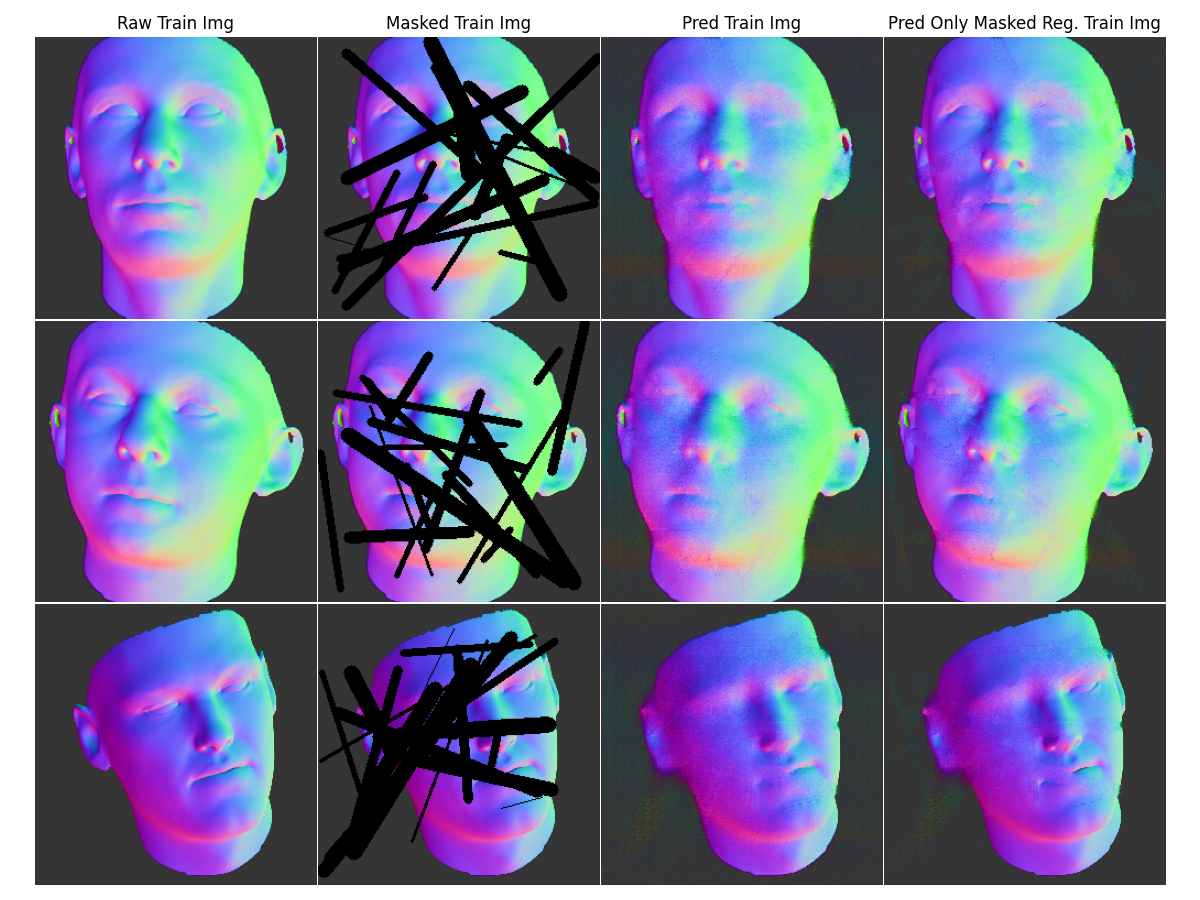 Raw Train Img
Masked Train Img
Pred Train Img
Pred Only Masked Reg. Train Img